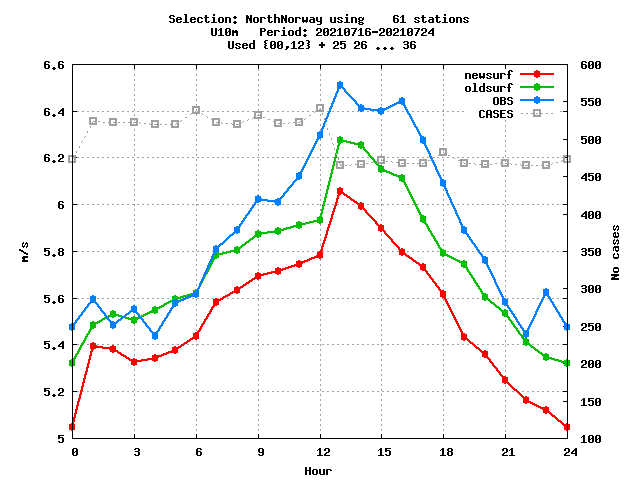 Selection: NorthNorway using    61 stations
U10m   Period: 20210716-20210724
Used {00,12} + 25 26 ... 36
newsurf
oldsurf
OBS
CASES
6.6
6.4
6.2
6
5.8
5.6
5.4
5.2
5
m/s
600
550
500
450
400
350
300
250
200
150
100
No cases
0 3 6 9 12 15 18 21 24
Hour